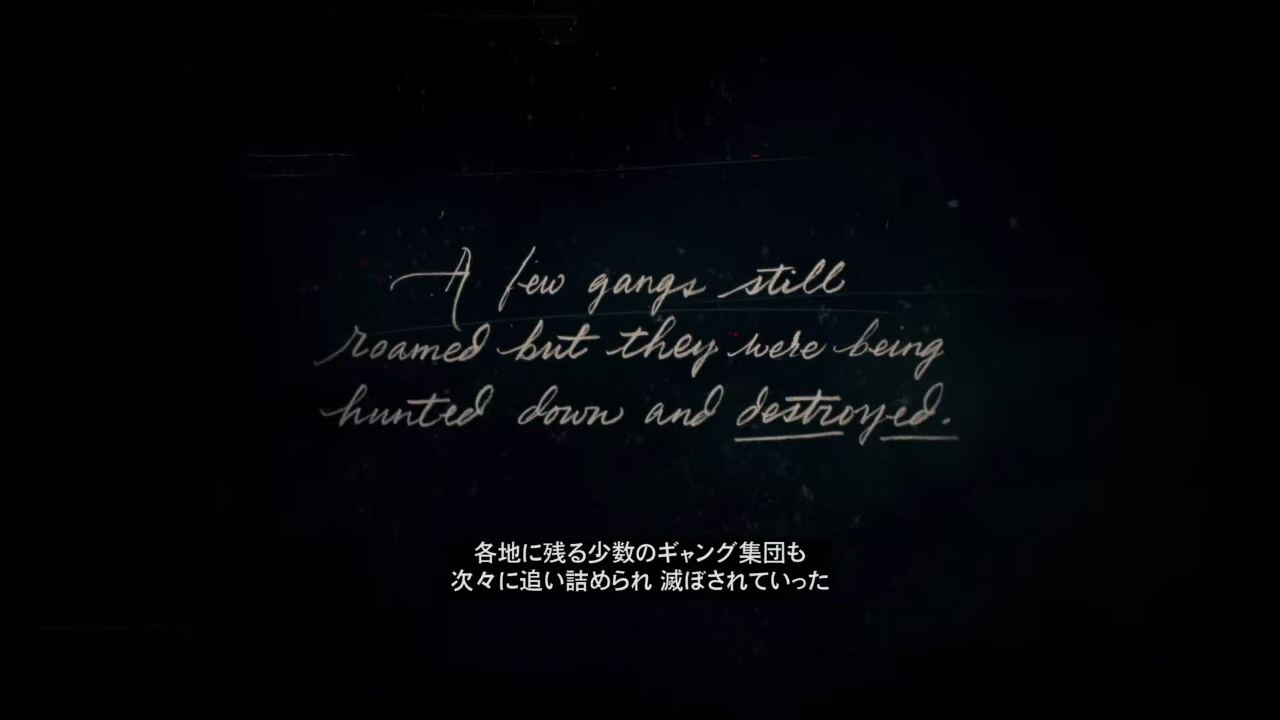 A few gangs still
roamed but they were being
hunted down and destroyed.
各地に残る少数のギャング集団も
次々に追い詰められ 滅ぼされていった